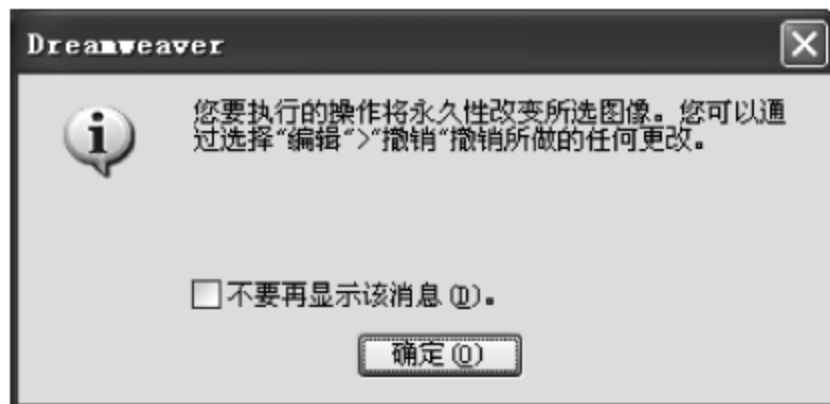 Dreamweaver
您要执行的操作将永久性改变所选图像。您可以通
过选择“编辑”>“撤销”撤销所做的任何更改。
不要再显示该消息(D)。
确定(O)